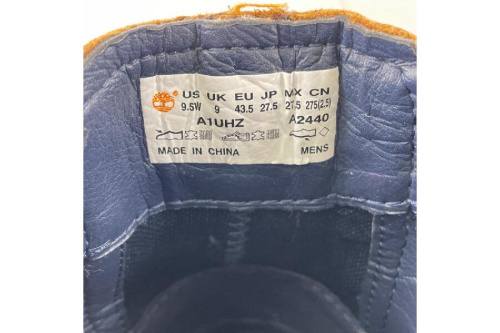 US UK EU JP MX CN
9.5W 9 43.5 27.5 27.5 275(2.5)
A1UHZ A2440
MADE IN CHINA MENS